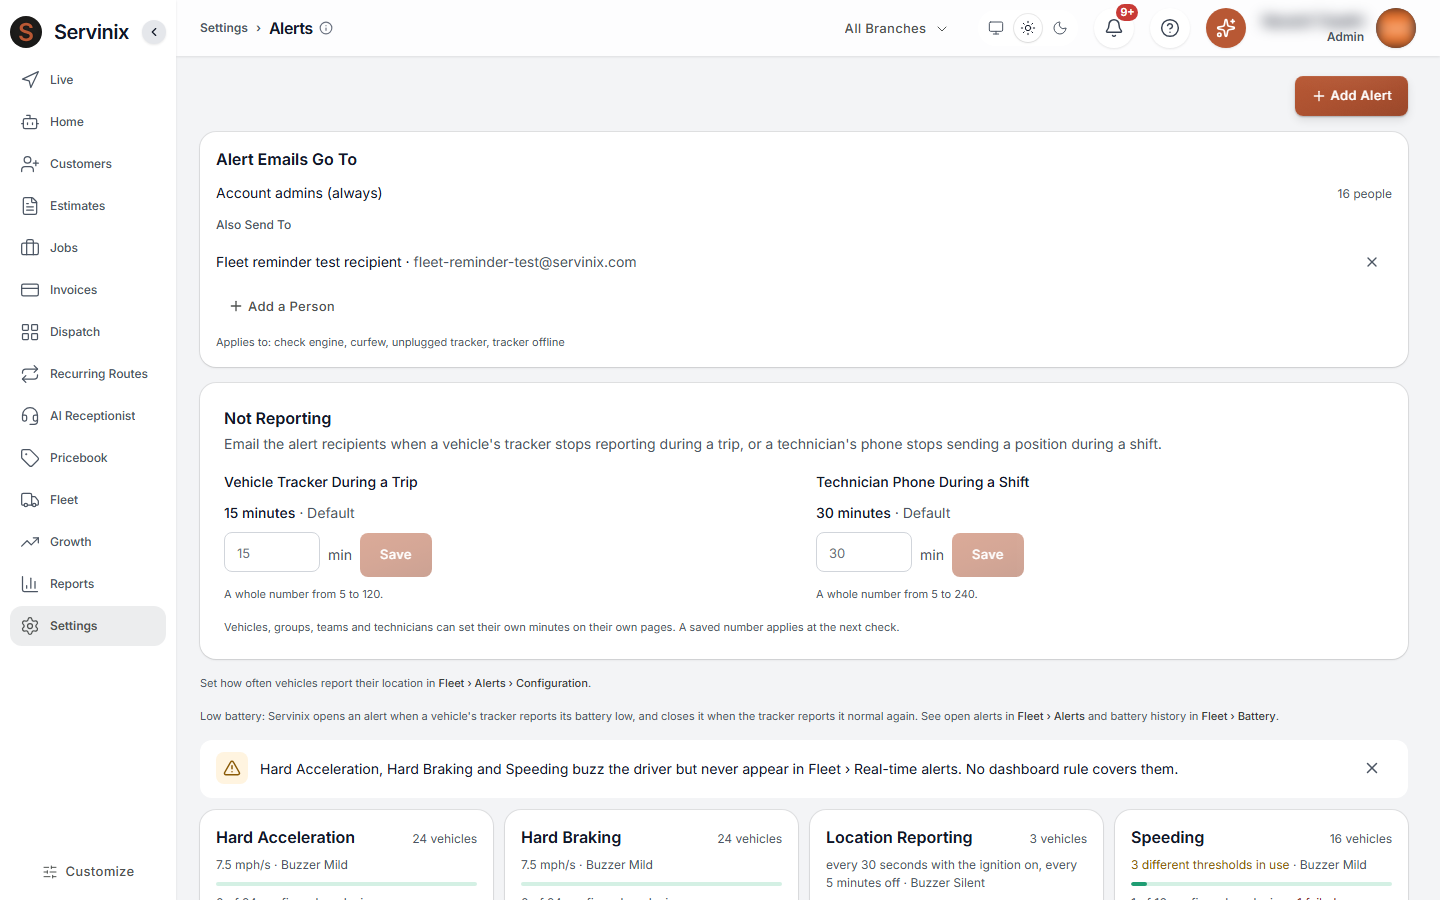 Servinix
Live
Home
Customers
Estimates
Jobs
Invoices
Dispatch
Recurring Routes
AI Receptionist
Pricebook
Fleet
Growth
Reports
Settings
Customize
Settings › Alerts
All Branches
9+
Admin
+ Add Alert
Alert Emails Go To
Account admins (always)
16 people
Also Send To
Fleet reminder test recipient · fleet-reminder-test@servinix.com
+ Add a Person
Applies to: check engine, curfew, unplugged tracker, tracker offline
Not Reporting
Email the alert recipients when a vehicle's tracker stops reporting during a trip, or a technician's phone stops sending a position during a shift.
Vehicle Tracker During a Trip
15 minutes · Default
15 min Save
A whole number from 5 to 120.
Technician Phone During a Shift
30 minutes · Default
30 min Save
A whole number from 5 to 240.
Vehicles, groups, teams and technicians can set their own minutes on their own pages. A saved number applies at the next check.
Set how often vehicles report their location in Fleet › Alerts › Configuration.
Low battery: Servinix opens an alert when a vehicle's tracker reports its battery low, and closes it when the tracker reports it normal again. See open alerts in Fleet › Alerts and battery history in Fleet › Battery.
Hard Acceleration, Hard Braking and Speeding buzz the driver but never appear in Fleet › Real-time alerts. No dashboard rule covers them.
Hard Acceleration
24 vehicles
7.5 mph/s · Buzzer Mild
Hard Braking
24 vehicles
7.5 mph/s · Buzzer Mild
Location Reporting
3 vehicles
every 30 seconds with the ignition on, every
5 minutes off · Buzzer Silent
Speeding
16 vehicles
3 different thresholds in use · Buzzer Mild